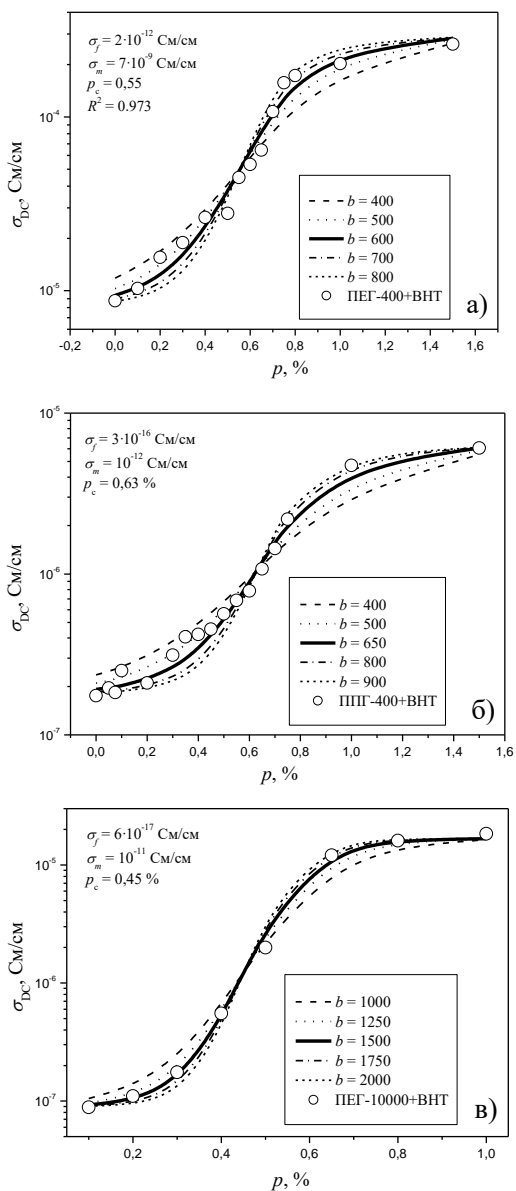 σf = 2·10-12 См/см
σm = 7·10-9 См/см
pc = 0,55
R2 = 0.973
10-4
10-5
σDC, См/см
b = 400
b = 500
b = 600
b = 700
b = 800
ПЕГ-400+ВНТ
а)
-0,2 0,0 0,2 0,4 0,6 0,8 1,0 1,2 1,4 1,6
p, %
10-5
10-6
10-7
σf = 3·10-16 См/см
σm = 10-12 См/см
pc = 0,63 %
σDC, См/см
b = 400
b = 500
b = 650
b = 800
b = 900
ППГ-400+ВНТ
б)
0,0 0,2 0,4 0,6 0,8 1,0 1,2 1,4 1,6
p, %
σf = 6·10-17 См/см
σm = 10-11 См/см
pc = 0,45 %
10-5
10-6
10-7
σDC, См/см
b = 1000
b = 1250
b = 1500
b = 1750
b = 2000
ПЕГ-10000+ВНТ
в)
0,2 0,4 0,6 0,8 1,0
p, %